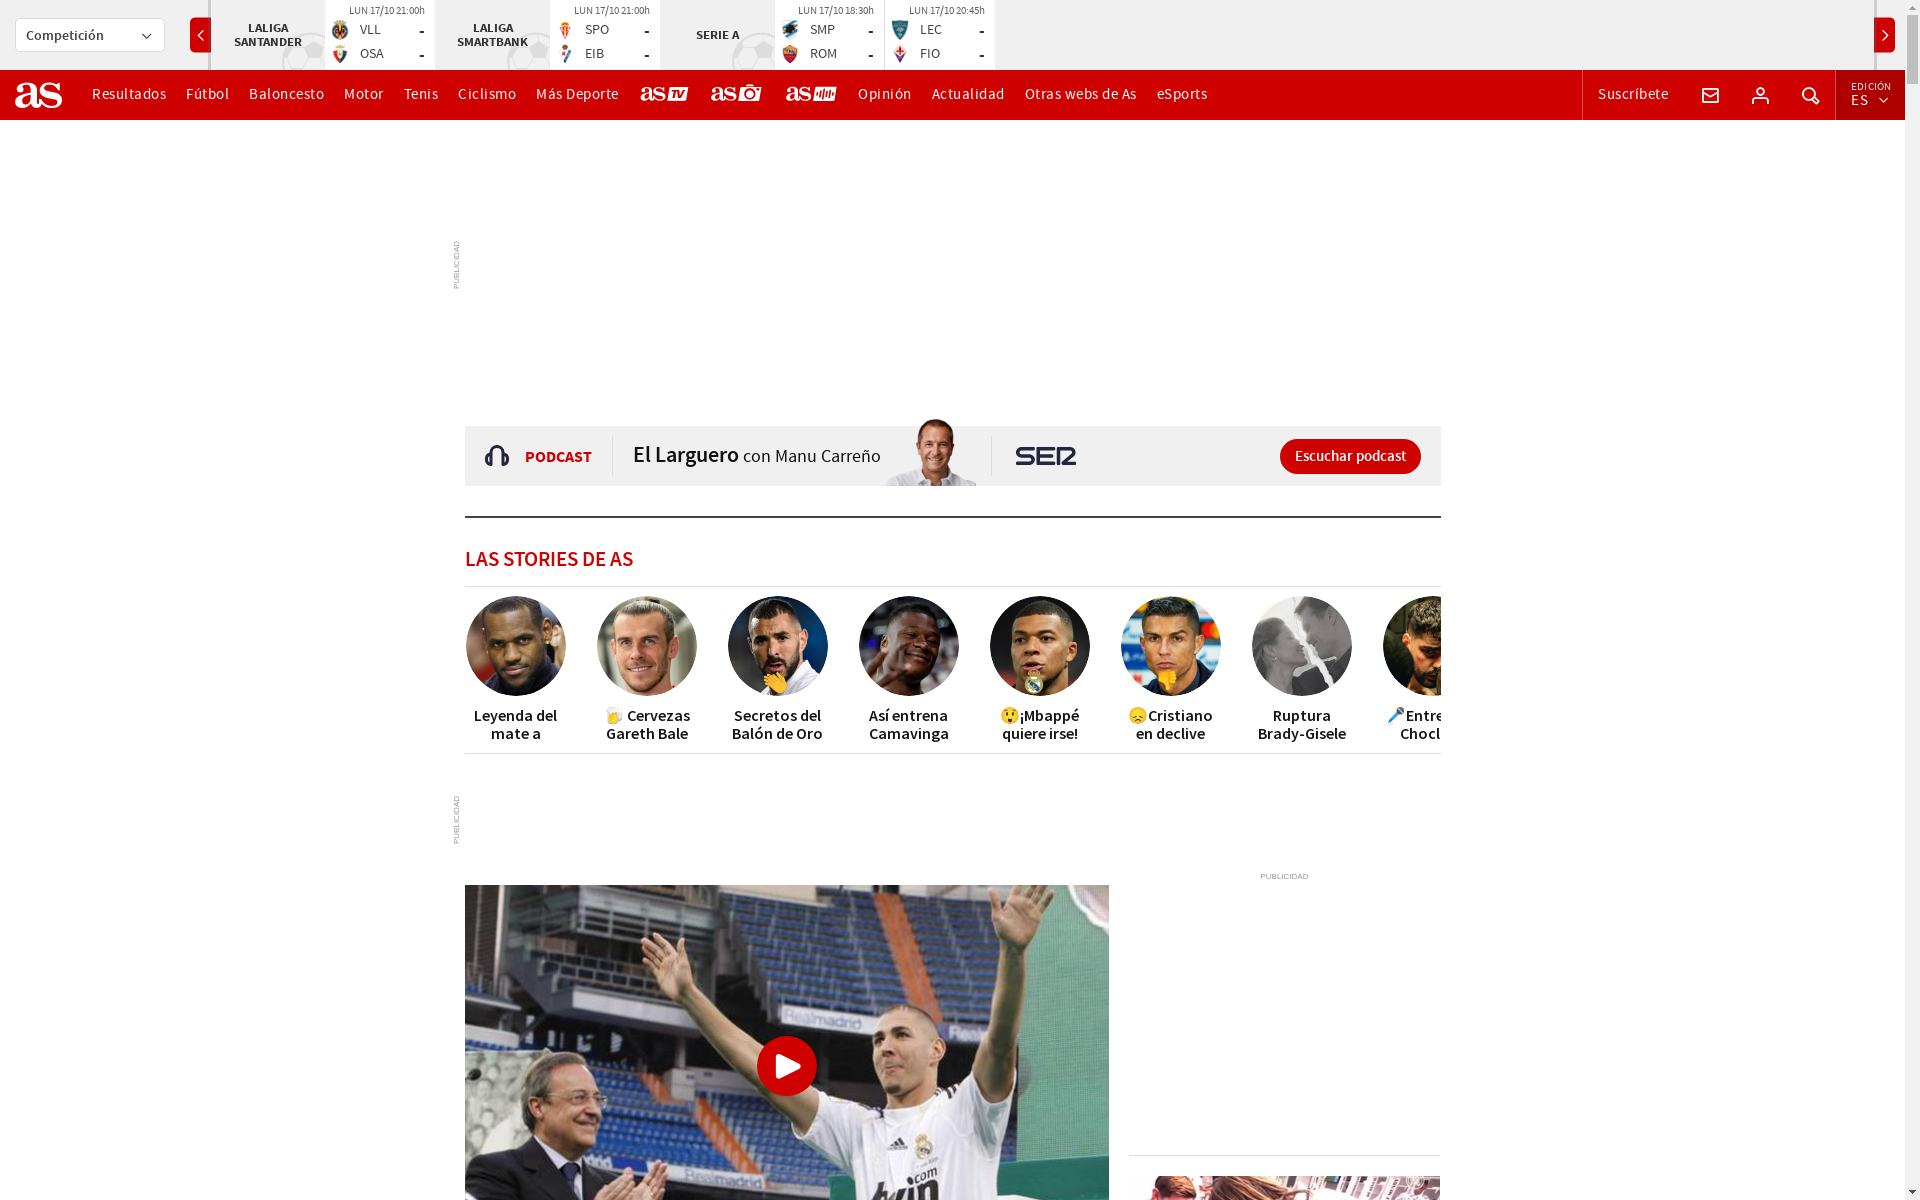 Competición
LALIGA
SANTANDER
LUN 17/10 21:00h
VLL -
OSA -
LALIGA
SMARTBANK
LUN 17/10 21:00h
SPO -
EIB -
SERIE A
LUN 17/10 18:30h
SMP -
ROM -
LUN 17/10 20:45h
LEC -
FIO -
as
Resultados
Fútbol
Baloncesto
Motor
Tenis
Ciclismo
Más Deporte
as TV
as
as
Opinión
Actualidad
Otras webs de As
eSports
Suscríbete
EDICIÓN
ES
PUBLICIDAD
PODCAST
El Larguero con Manu Carreño
SER
Escuchar podcast
LAS STORIES DE AS
Leyenda del
mate a
🍺 Cervezas
Gareth Bale
Secretos del
Balón de Oro
Así entrena
Camavinga
😲¡Mbappé
quiere irse!
😞Cristiano
en declive
Ruptura
Brady-Gisele
🎤Entre
Chocl
PUBLICIDAD
PUBLICIDAD
Realmadrid
Realmadrid
.com
bwin